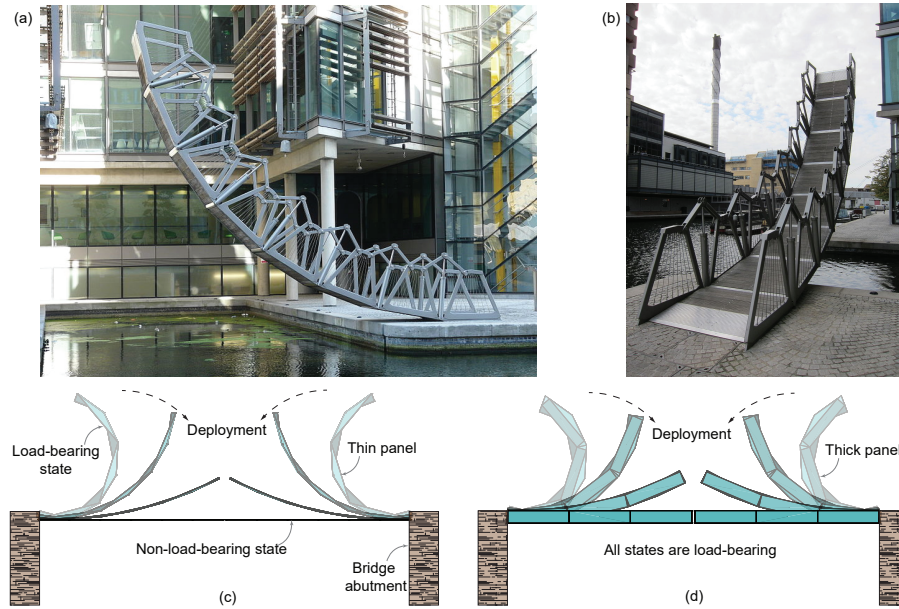 (a)
(b)
Deployment
Load-bearing
state
Thin panel
Non-load-bearing state
Bridge
abutment
(c)
Deployment
Thick panel
All states are load-bearing
(d)